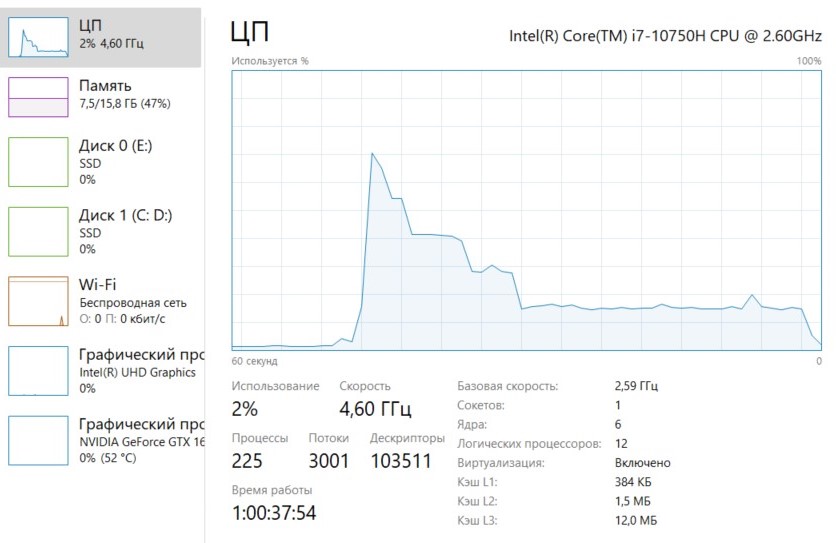 ЦП
2% 4,60 ГГц
Память
7,5/15,8 ГБ (47%)
Диск 0 (E:)
SSD
0%
Диск 1 (C: D:)
SSD
0%
Wi-Fi
Беспроводная сеть
О: 0 П: 0 кбит/с
Графический про
Intel(R) UHD Graphics
0%
Графический про
NVIDIA GeForce GTX 16
0% (52 °C)
ЦП
Intel(R) Core(TM) i7-10750H CPU @ 2.60GHz
Используется %
100%
60 секунд
0
Использование
Скорость
2%
4,60 ГГц
Процессы
Потоки
Дескрипторы
225
3001
103511
Время работы
1:00:37:54
Базовая скорость:
2,59 ГГц
Сокетов:
1
Ядра:
6
Логических процессоров:
12
Виртуализация:
Включено
Кэш L1:
384 КБ
Кэш L2:
1,5 МБ
Кэш L3:
12,0 МБ